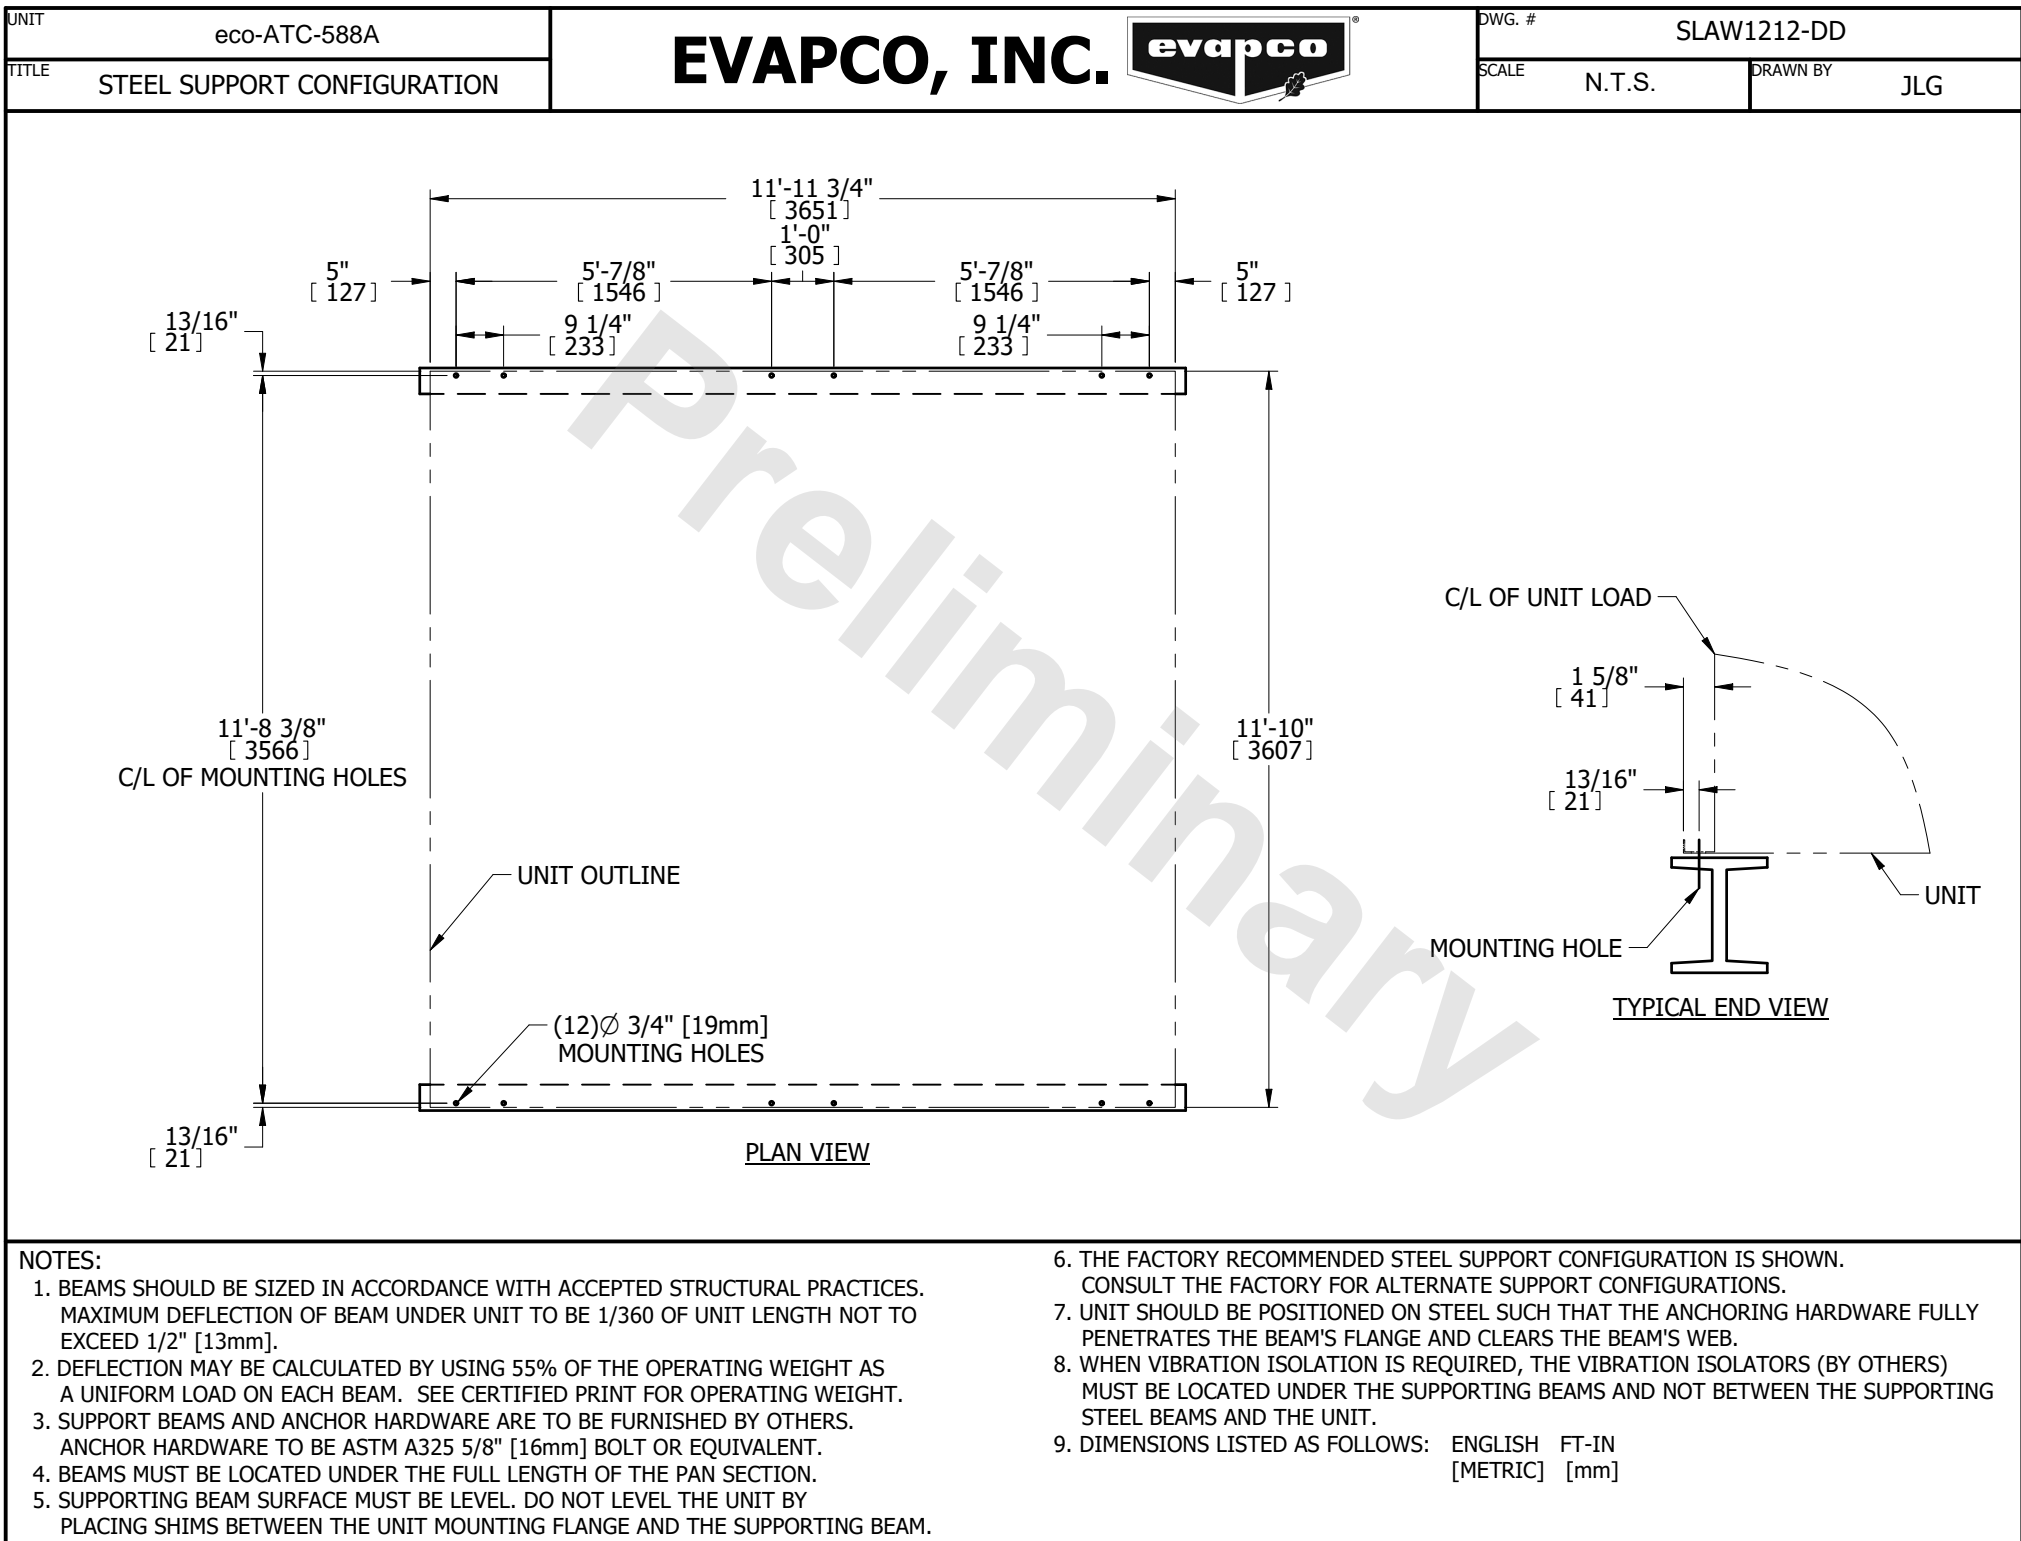 UNIT
eco-ATC-588A
TITLE
STEEL SUPPORT CONFIGURATION
EVAPCO, INC.
evapco
®
DWG. #
SLAW1212-DD
SCALE
N.T.S.
DRAWN BY
JLG
11'-11 3/4"
[ 3651]
1'-0"
[ 305 ]
5"
[ 127]
5'-7/8"
[ 1546 ]
5'-7/8"
[ 1546 ]
5"
[ 127 ]
9 1/4"
[ 233]
9 1/4"
[ 233 ]
13/16"
[ 21]
11'-8 3/8"
[ 3566]
C/L OF MOUNTING HOLES
11'-10"
[ 3607]
UNIT OUTLINE
(12)∅ 3/4" [19mm]
MOUNTING HOLES
13/16"
[ 21]
PLAN VIEW
Preliminary
C/L OF UNIT LOAD
1 5/8"
[ 41]
13/16"
[ 21]
UNIT
MOUNTING HOLE
TYPICAL END VIEW
NOTES:
1. BEAMS SHOULD BE SIZED IN ACCORDANCE WITH ACCEPTED STRUCTURAL PRACTICES.
MAXIMUM DEFLECTION OF BEAM UNDER UNIT TO BE 1/360 OF UNIT LENGTH NOT TO
EXCEED 1/2" [13mm].
2. DEFLECTION MAY BE CALCULATED BY USING 55% OF THE OPERATING WEIGHT AS
A UNIFORM LOAD ON EACH BEAM. SEE CERTIFIED PRINT FOR OPERATING WEIGHT.
3. SUPPORT BEAMS AND ANCHOR HARDWARE ARE TO BE FURNISHED BY OTHERS.
ANCHOR HARDWARE TO BE ASTM A325 5/8" [16mm] BOLT OR EQUIVALENT.
4. BEAMS MUST BE LOCATED UNDER THE FULL LENGTH OF THE PAN SECTION.
5. SUPPORTING BEAM SURFACE MUST BE LEVEL. DO NOT LEVEL THE UNIT BY
PLACING SHIMS BETWEEN THE UNIT MOUNTING FLANGE AND THE SUPPORTING BEAM.
6. THE FACTORY RECOMMENDED STEEL SUPPORT CONFIGURATION IS SHOWN.
CONSULT THE FACTORY FOR ALTERNATE SUPPORT CONFIGURATIONS.
7. UNIT SHOULD BE POSITIONED ON STEEL SUCH THAT THE ANCHORING HARDWARE FULLY
PENETRATES THE BEAM'S FLANGE AND CLEARS THE BEAM'S WEB.
8. WHEN VIBRATION ISOLATION IS REQUIRED, THE VIBRATION ISOLATORS (BY OTHERS)
MUST BE LOCATED UNDER THE SUPPORTING BEAMS AND NOT BETWEEN THE SUPPORTING
STEEL BEAMS AND THE UNIT.
9. DIMENSIONS LISTED AS FOLLOWS: ENGLISH FT-IN
[METRIC] [mm]